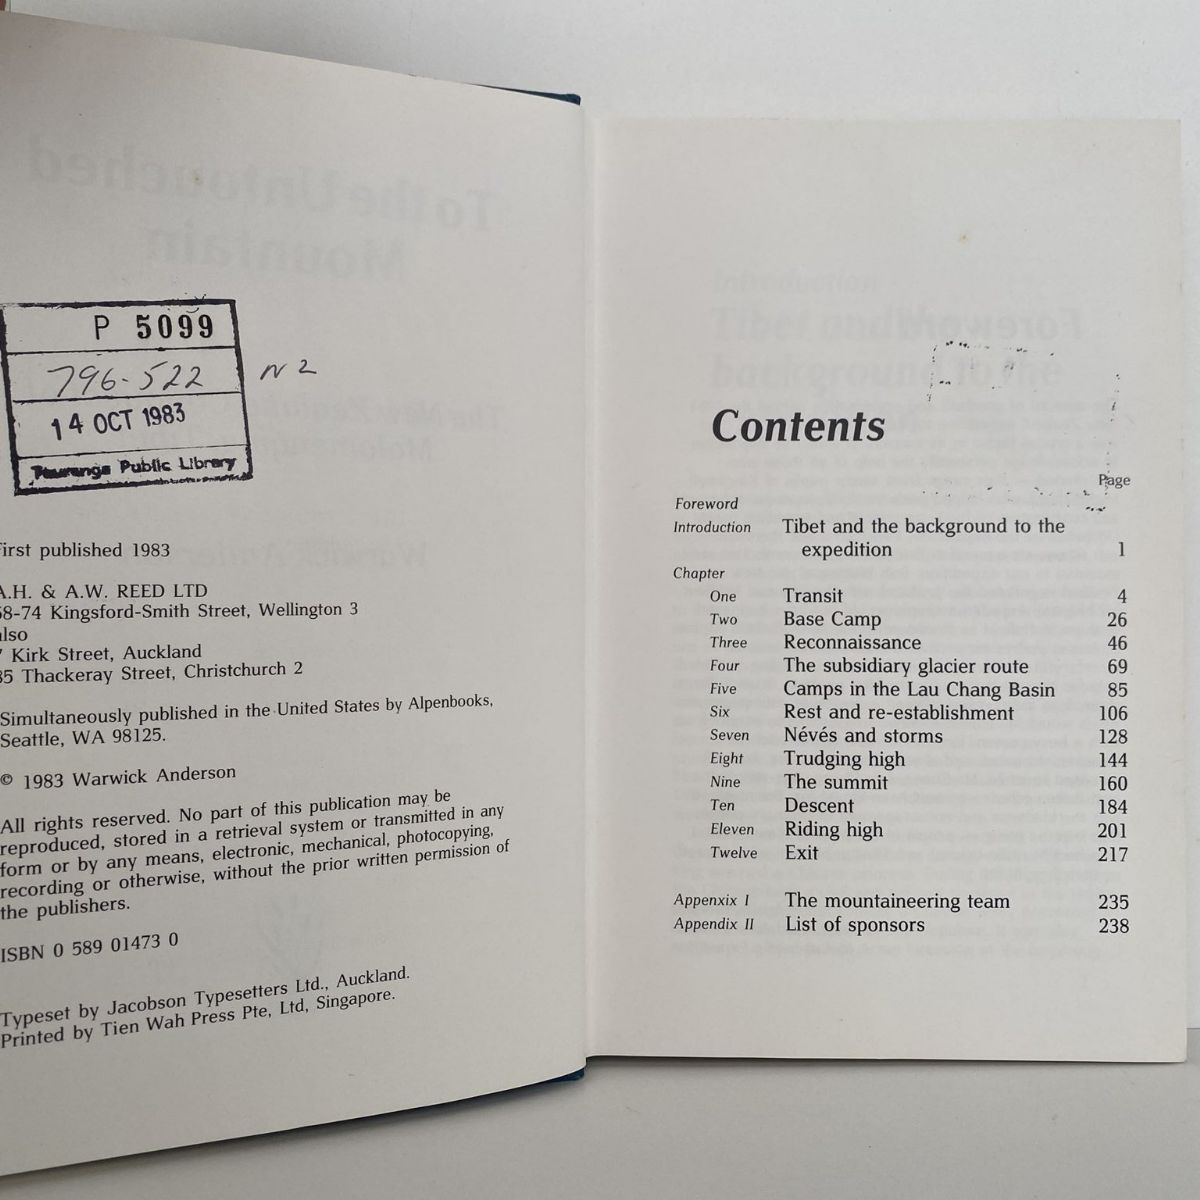 P 5099
796.522
N2
14 OCT 1983
Tauranga Public Library
First published 1983
A.H. & A.W. REED LTD
68-74 Kingsford-Smith Street, Wellington 3
also
7 Kirk Street, Auckland
85 Thackeray Street, Christchurch 2
Simultaneously published in the United States by Alpenbooks,
Seattle, WA 98125.
© 1983 Warwick Anderson
All rights reserved. No part of this publication may be
reproduced, stored in a retrieval system or transmitted in any
form or by any means, electronic, mechanical, photocopying,
recording or otherwise, without the prior written permission of
the publishers.
ISBN 0 589 01473 0
Typeset by Jacobson Typesetters Ltd., Auckland.
Printed by Tien Wah Press Pte, Ltd, Singapore.
Contents
Page
Foreword
Introduction Tibet and the background to the
expedition 1
Chapter
One Transit 4
Two Base Camp 26
Three Reconnaissance 46
Four The subsidiary glacier route 69
Five Camps in the Lau Chang Basin 85
Six Rest and re-establishment 106
Seven Névés and storms 128
Eight Trudging high 144
Nine The summit 160
Ten Descent 184
Eleven Riding high 201
Twelve Exit 217
Appenxix I The mountaineering team 235
Appendix II List of sponsors 238